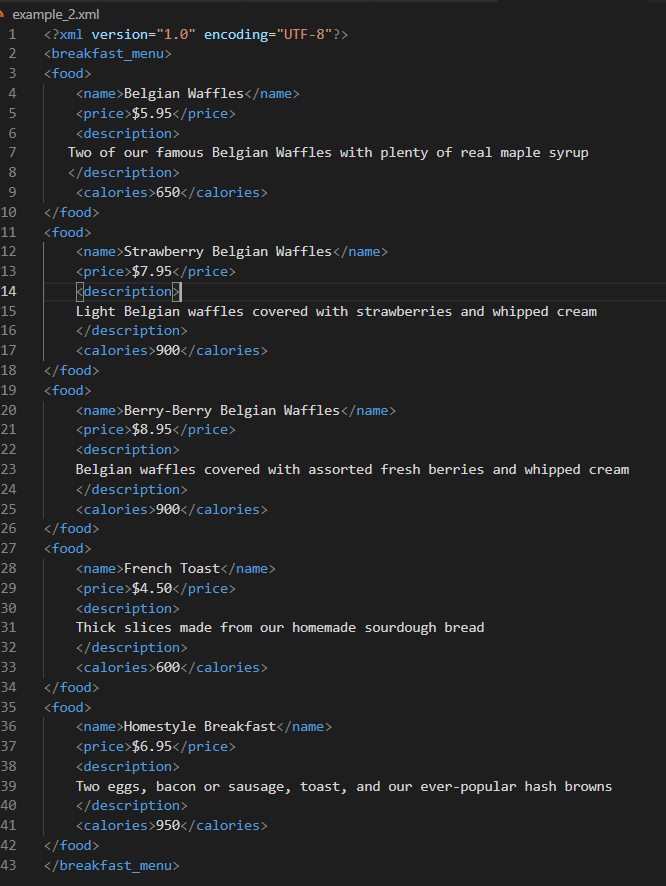 example_2.xml
1 <?xml version="1.0" encoding="UTF-8"?>
2 <breakfast_menu>
3 <food>
4     <name>Belgian Waffles</name>
5     <price>$5.95</price>
6     <description>
7    Two of our famous Belgian Waffles with plenty of real maple syrup
8    </description>
9     <calories>650</calories>
10 </food>
11 <food>
12     <name>Strawberry Belgian Waffles</name>
13     <price>$7.95</price>
14     <description>
15     Light Belgian waffles covered with strawberries and whipped cream
16     </description>
17     <calories>900</calories>
18 </food>
19 <food>
20     <name>Berry-Berry Belgian Waffles</name>
21     <price>$8.95</price>
22     <description>
23     Belgian waffles covered with assorted fresh berries and whipped cream
24     </description>
25     <calories>900</calories>
26 </food>
27 <food>
28     <name>French Toast</name>
29     <price>$4.50</price>
30     <description>
31     Thick slices made from our homemade sourdough bread
32     </description>
33     <calories>600</calories>
34 </food>
35 <food>
36     <name>Homestyle Breakfast</name>
37     <price>$6.95</price>
38     <description>
39     Two eggs, bacon or sausage, toast, and our ever-popular hash browns
40     </description>
41     <calories>950</calories>
42 </food>
43 </breakfast_menu>